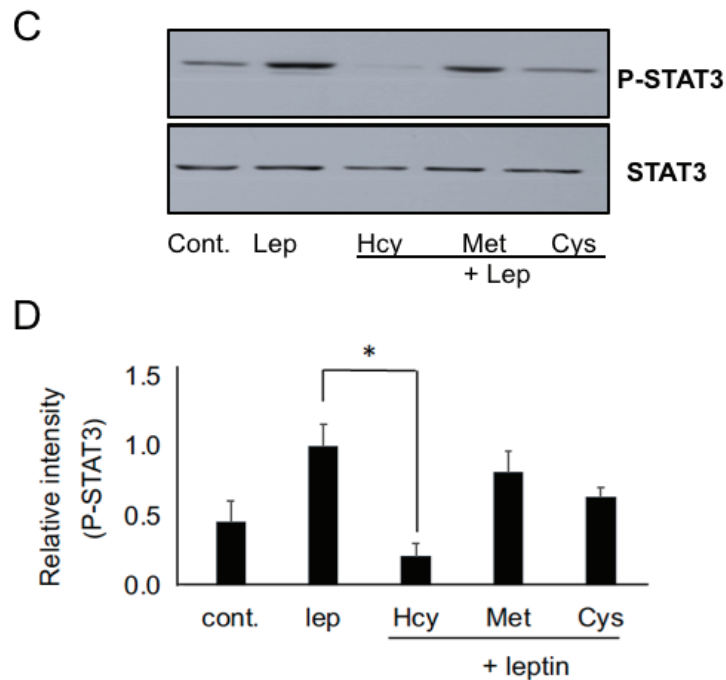 C
P-STAT3
STAT3
Cont. Lep Hcy Met Cys
+ Lep
D
*
Relative intensity
(P-STAT3)
1.5
1.0
0.5
0.0
cont. lep Hcy Met Cys
+ leptin